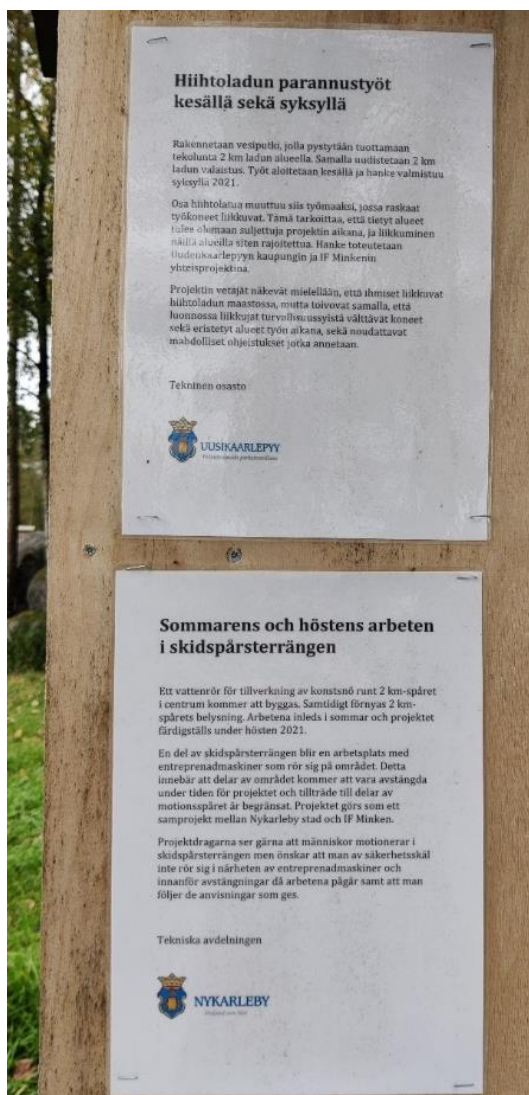 Hiihtoladun parannustyöt
kesällä sekä syksyllä
Rakennetaan vesiputki, jolla pystytään tuottamaan
tekolunta 2 km ladun alueella. Samalla uudistetaan 2 km
ladun valaistus. Työt aloitetaan kesällä ja hanke valmistuu
syksyllä 2021.
Osa hiihtolatua muuttuu siis työmaaksi, jossa raskaat
työkoneet liikkuvat. Tämä tarkoittaa, että tietyt alueet
tulee olemaan suljettuja projektin aikana, ja liikkuminen
näillä alueilla siten rajoitettua. Hanke toteutetaan
Uudenkaarlepyyn kaupungin ja IF Minkenin
yhteisprojektina.
Projektin vetäjät näkevät mielellään, että ihmiset liikkuvat
hiihtoladun maastossa, mutta toivovat samalla, että
luonnossa liikkujat turvallisuussyistä välttävät koneet
sekä eristetyt alueet työn aikana, sekä noudattavat
mahdolliset ohjeistukset jotka annetaan.
Tekninen osasto
UUSIKAARLEPYY
Sommarens och höstens arbeten
i skidspårsterrängen
Ett vattenrör för tillverkning av konstsnö runt 2 km-spåret
i centrum kommer att byggas. Samtidigt förnyas 2 km-
spårets belysning. Arbetena inleds i sommar och projektet
färdigställs under hösten 2021.
En del av skidspårsterrängen blir en arbetsplats med
entreprenadmaskiner som rör sig på området. Detta
innebär att delar av området kommer att vara avstängda
under tiden för projektet och tillträde till delar av
motionsspåret är begränsat. Projektet görs som ett
samprojekt mellan Nykarleby stad och IF Minken.
Projektdragarna ser gärna att människor motionerar i
skidspårsterrängen men önskar att man av säkerhetsskäl
inte rör sig i närheten av entreprenadmaskiner och
innanför avstängningar då arbetena pågår samt att man
följer de anvisningar som ges.
Tekniska avdelningen
NYKARLEBY